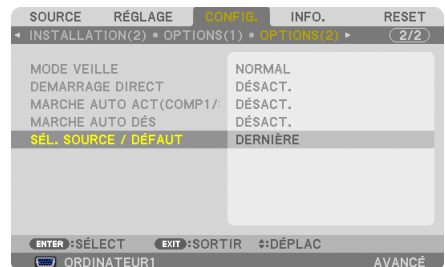 SOURCE RÉGLAGE CONFIG. INFO. RESET
◂ INSTALLATION(2) • OPTIONS(1) • OPTIONS(2) ▸ (2/2)
MODE VEILLE NORMAL
DEMARRAGE DIRECT DÉSACT.
MARCHE AUTO ACT(COMP1/ DÉSACT.
MARCHE AUTO DÉS DÉSACT.
SÉL. SOURCE / DÉFAUT DERNIÈRE
ENTER :SÉLECT EXIT :SORTIR ♦:DÉPLAC
ORDINATEUR1 AVANCÉ